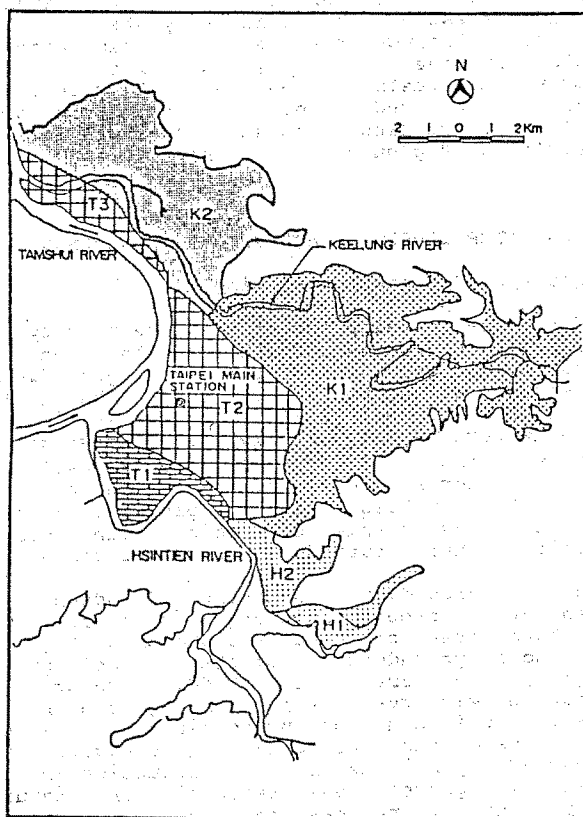 N
2 1 0 1 2Km
T3
K2
TAMSHUI RIVER
KEELUNG RIVER
TAIPEI MAIN
STATION
T2
K1
T1
HSINTIEN RIVER
H2
H1